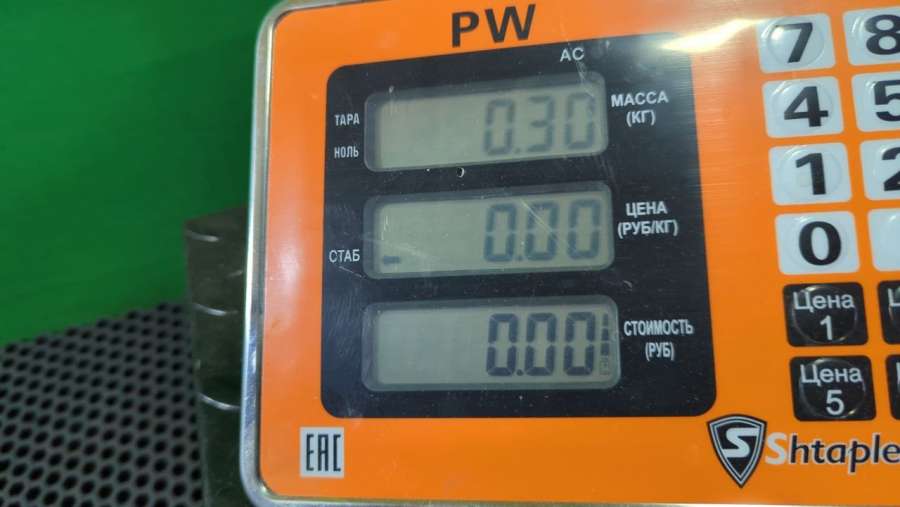 PW
AC
ТАРА
НОЛЬ
0.30
МАССА
(КГ)
СТАБ
0.00
ЦЕНА
(РУБ/КГ)
0.00
СТОИМОСТЬ
(РУБ)
7 8
4 5
1 2
0
Цена
1
Цена
5
EAC
S
Shtaple